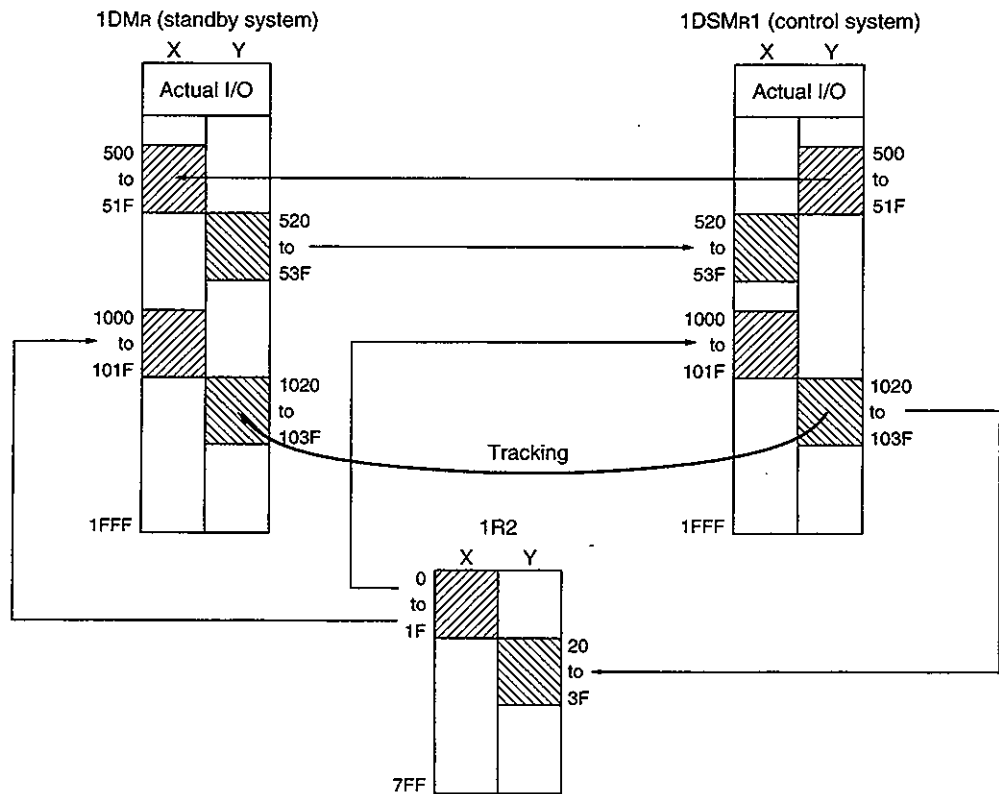 1DMR (standby system)
1DSMR1 (control system)
X Y
X Y
Actual I/O
Actual I/O
500
to
51F
500
to
51F
520
to
53F
520
to
53F
1000
to
101F
1000
to
101F
1020
to
103F
1020
to
103F
Tracking
1FFF
1FFF
1R2
X Y
0
to
1F
20
to
3F
7FF